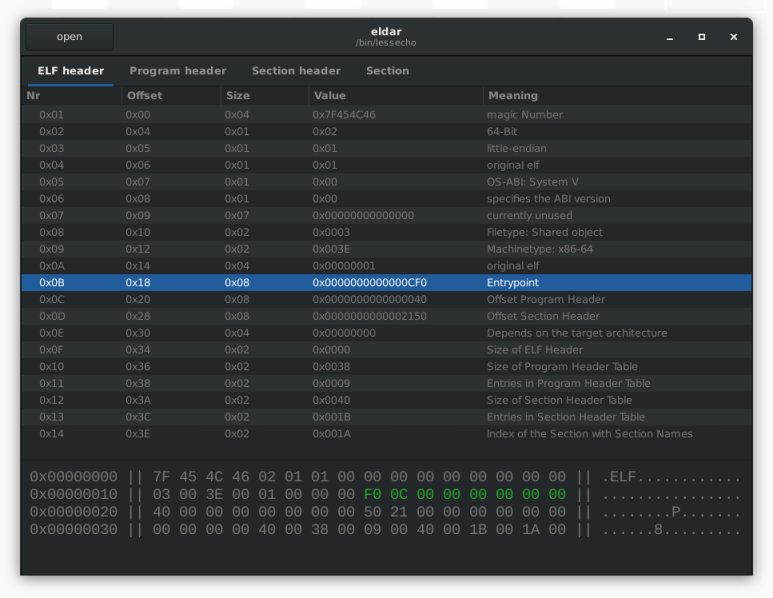 open
eldar
/bin/lessecho
ELF header Program header Section header Section
Nr Offset Size Value Meaning
0x01 0x00 0x04 0x7F454C46 magic Number
0x02 0x04 0x01 0x02 64-Bit
0x03 0x05 0x01 0x01 little-endian
0x04 0x06 0x01 0x01 original elf
0x05 0x07 0x01 0x00 OS-ABI: System V
0x06 0x08 0x01 0x00 specifies the ABI version
0x07 0x09 0x07 0x00000000000000 currently unused
0x08 0x10 0x02 0x0003 Filetype: Shared object
0x09 0x12 0x02 0x003E Machinetype: x86-64
0x0A 0x14 0x04 0x00000001 original elf
0x0B 0x18 0x08 0x0000000000000CF0 Entrypoint
0x0C 0x20 0x08 0x0000000000000040 Offset Program Header
0x0D 0x28 0x08 0x0000000000002150 Offset Section Header
0x0E 0x30 0x04 0x00000000 Depends on the target architecture
0x0F 0x34 0x02 0x0000 Size of ELF Header
0x10 0x36 0x02 0x0038 Size of Program Header Table
0x11 0x38 0x02 0x0009 Entries in Program Header Table
0x12 0x3A 0x02 0x0040 Size of Section Header Table
0x13 0x3C 0x02 0x001B Entries in Section Header Table
0x14 0x3E 0x02 0x001A Index of the Section with Section Names
0x00000000 || 7F 45 4C 46 02 01 01 00 00 00 00 00 00 00 00 00 || .ELF............
0x00000010 || 03 00 3E 00 01 00 00 00 F0 0C 00 00 00 00 00 00 || ................
0x00000020 || 40 00 00 00 00 00 00 00 50 21 00 00 00 00 00 00 || ........P.......
0x00000030 || 00 00 00 00 40 00 38 00 09 00 40 00 1B 00 1A 00 || ......8.........